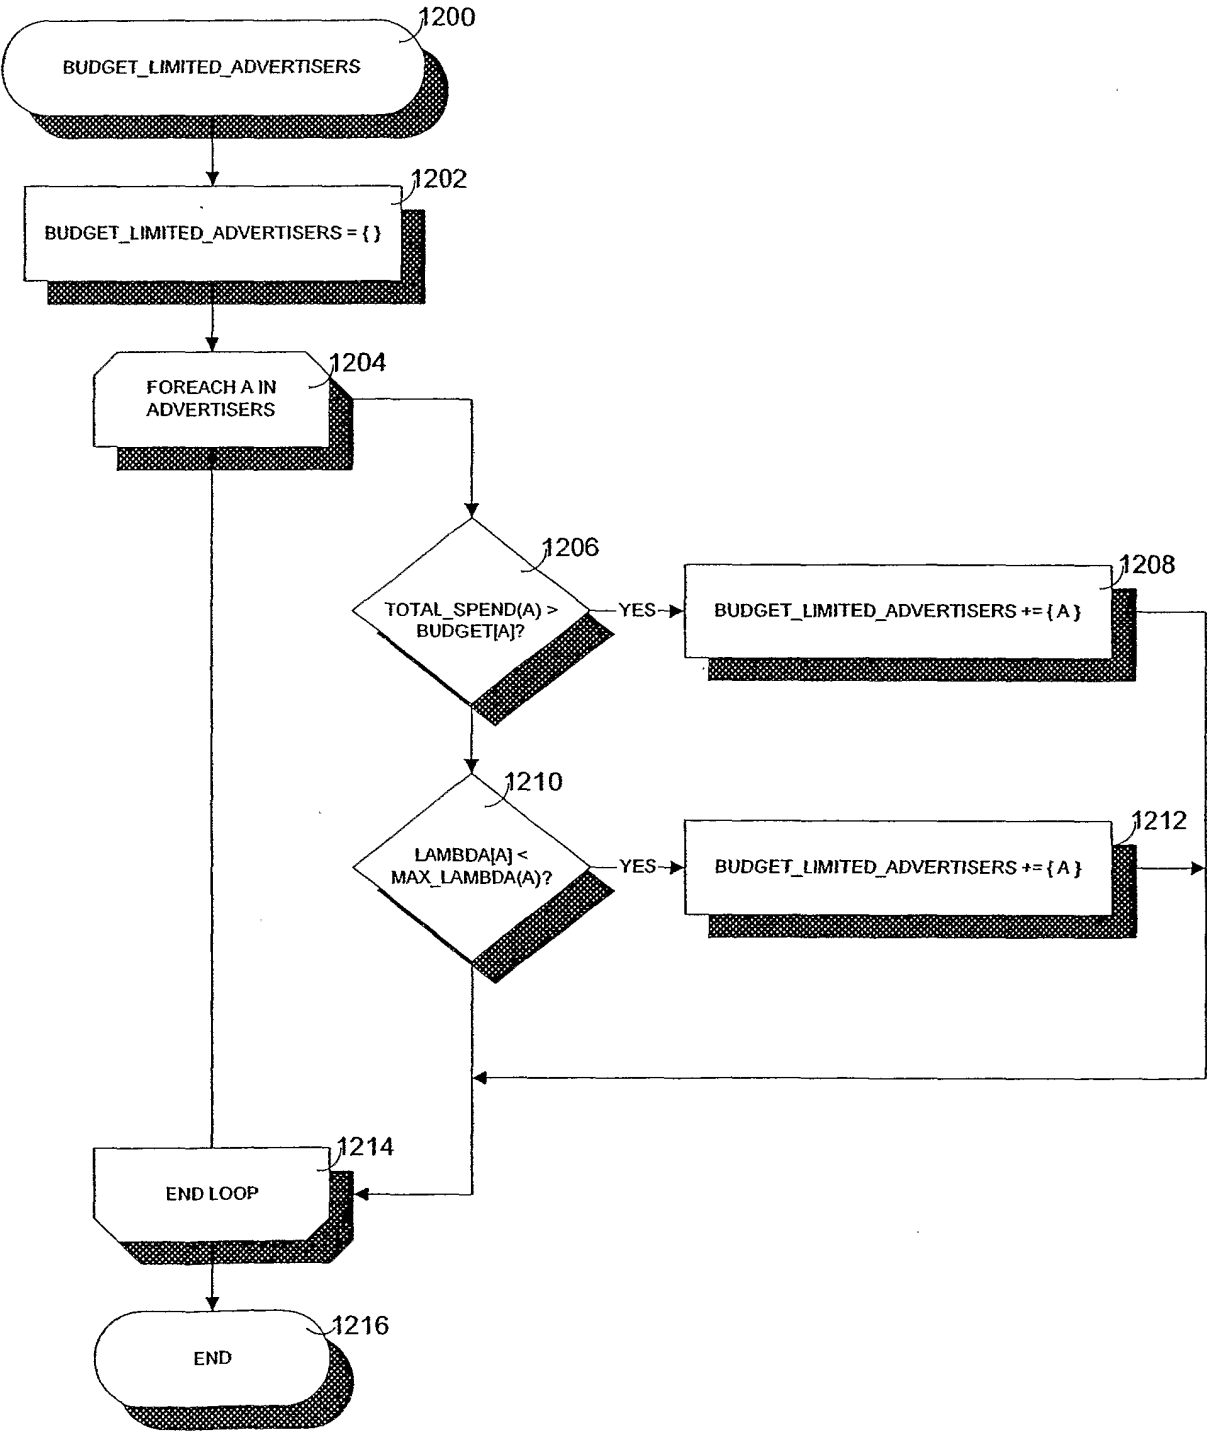 1200
BUDGET_LIMITED_ADVERTISERS
1202
BUDGET_LIMITED_ADVERTISERS = { }
1204
FOREACH A IN
ADVERTISERS
1206
TOTAL_SPEND(A) >
BUDGET[A]?
YES
1208
BUDGET_LIMITED_ADVERTISERS += { A }
1210
LAMBDA[A] <
MAX_LAMBDA(A)?
YES
1212
BUDGET_LIMITED_ADVERTISERS += { A }
1214
END LOOP
1216
END